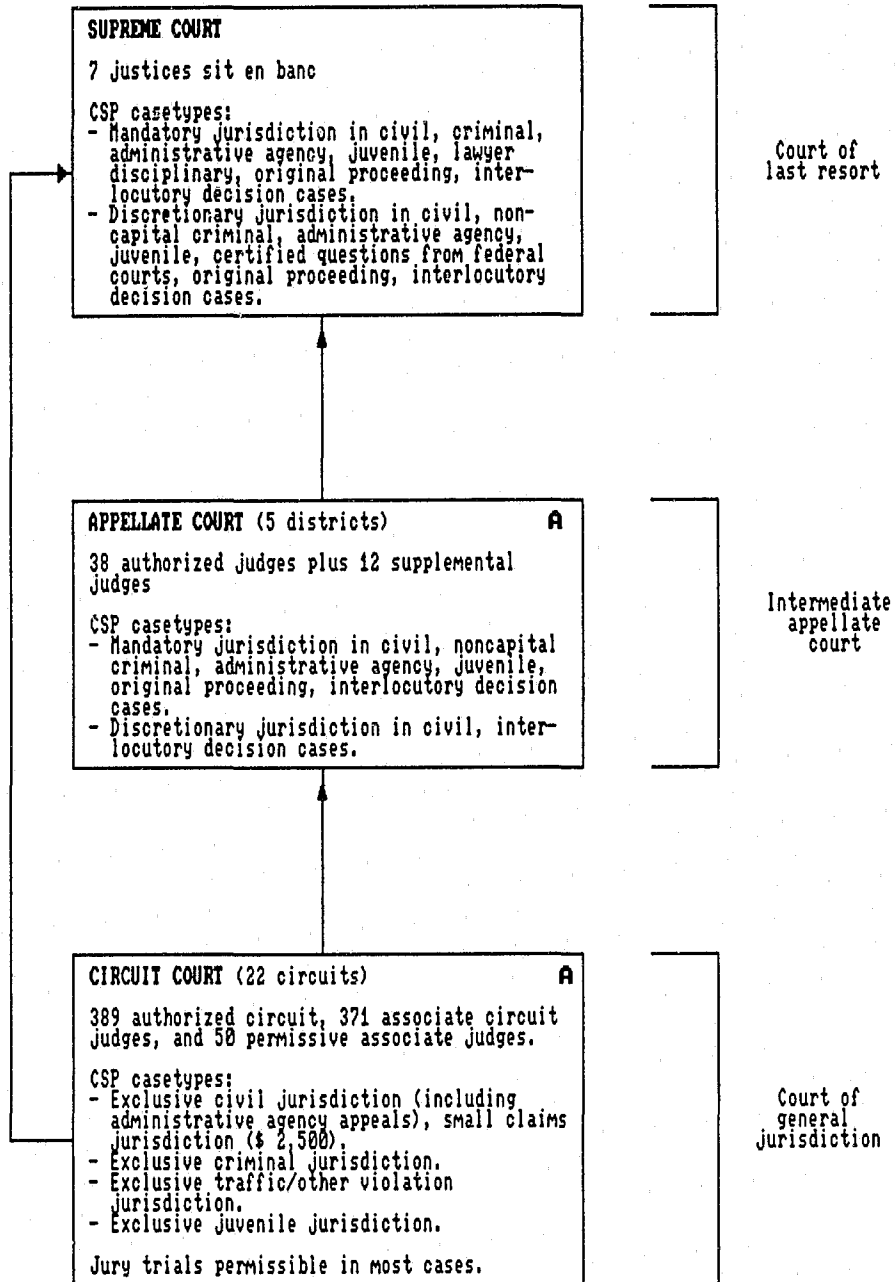 SUPREME COURT
7 justices sit en banc
CSP casetypes:
- Mandatory jurisdiction in civil, criminal,
administrative agency, juvenile, lawyer
disciplinary, original proceeding, inter-
locutory decision cases.
- Discretionary jurisdiction in civil, non-
capital criminal, administrative agency,
juvenile, certified questions from federal
courts, original proceeding, interlocutory
decision cases.
Court of
last resort
APPELLATE COURT (5 districts) A
38 authorized judges plus 12 supplemental
judges
CSP casetypes:
- Mandatory jurisdiction in civil, noncapital
criminal, administrative agency, juvenile,
original proceeding, interlocutory decision
cases.
- Discretionary jurisdiction in civil, inter-
locutory decision cases.
Intermediate
appellate
court
CIRCUIT COURT (22 circuits) A
389 authorized circuit, 371 associate circuit
judges, and 50 permissive associate judges.
CSP casetypes:
- Exclusive civil jurisdiction (including
administrative agency appeals), small claims
jurisdiction ($ 2,500).
- Exclusive criminal jurisdiction.
- Exclusive traffic/other violation
jurisdiction.
- Exclusive juvenile jurisdiction.
Jury trials permissible in most cases.
Court of
general
jurisdiction